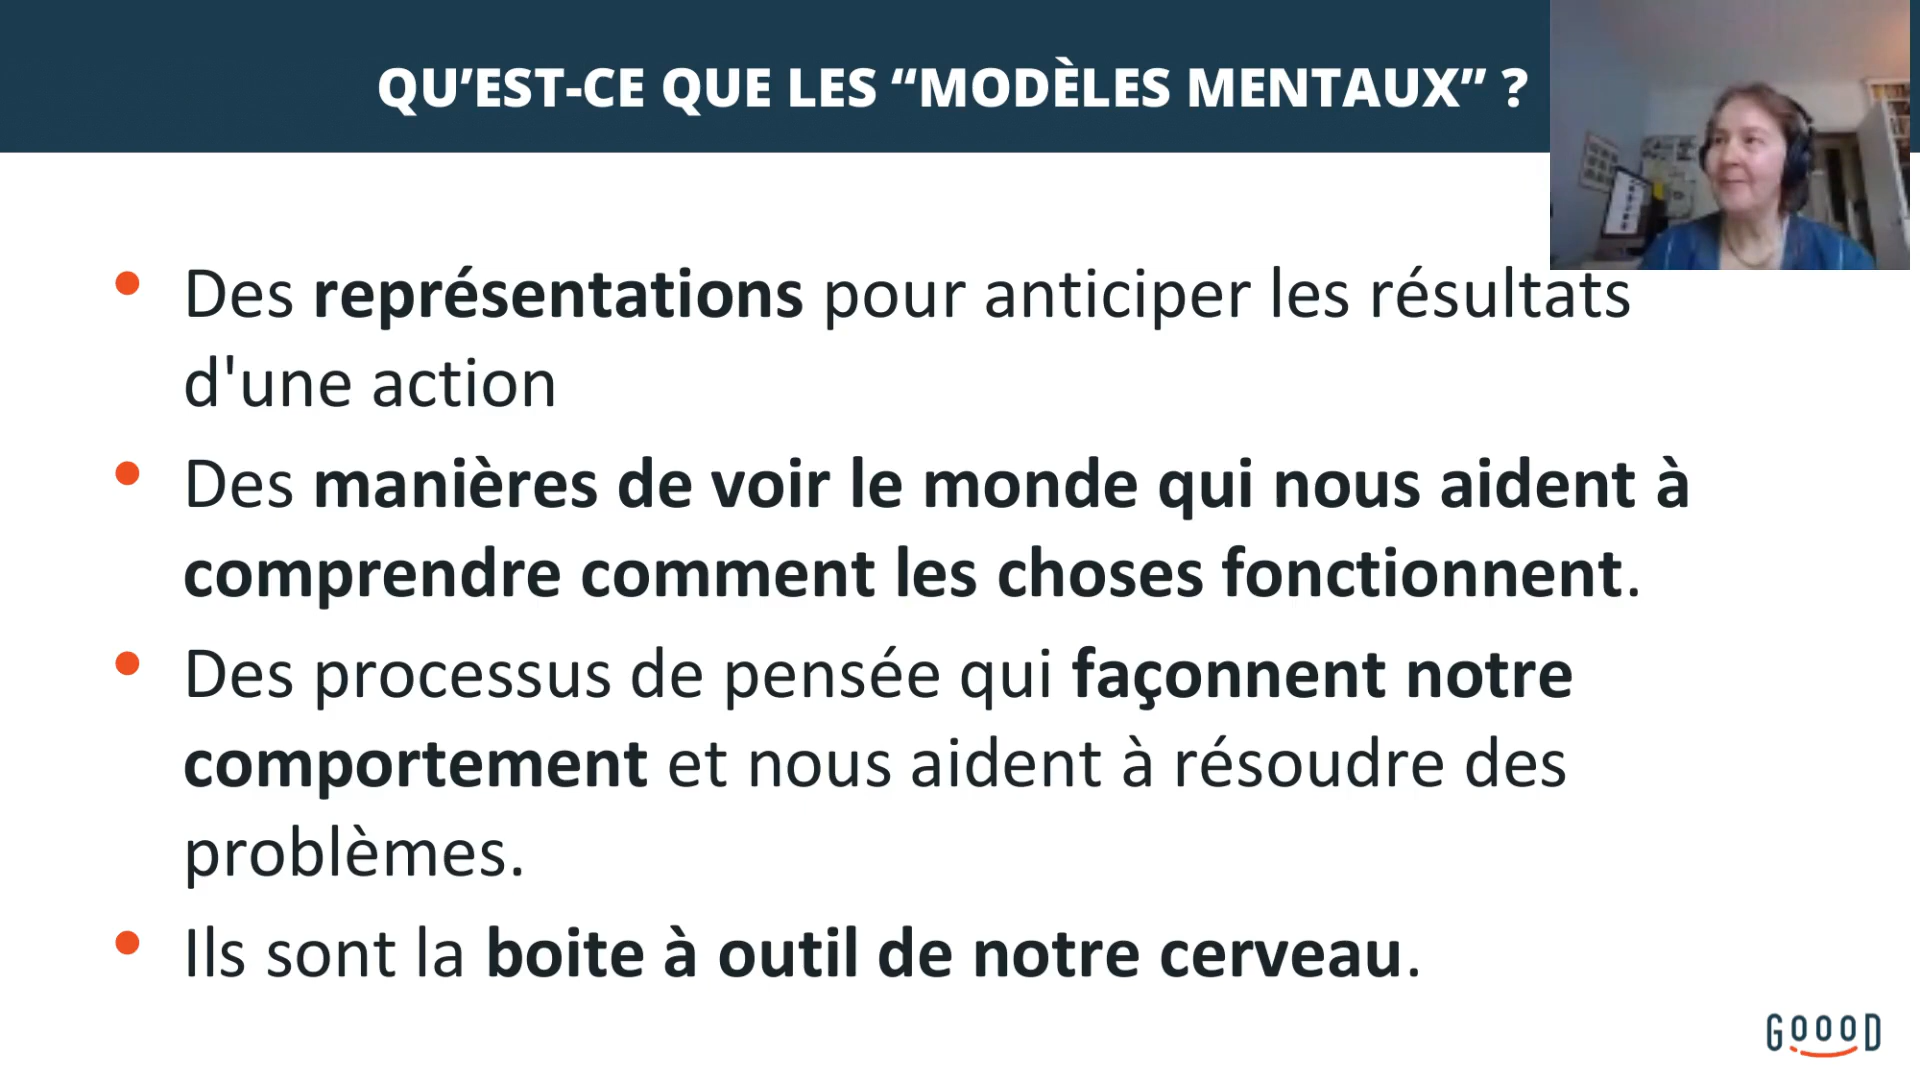 QU’EST-CE QUE LES “MODÈLES MENTAUX” ?
Des représentations pour anticiper les résultats
d'une action
Des manières de voir le monde qui nous aident à
comprendre comment les choses fonctionnent.
Des processus de pensée qui façonnent notre
comportement et nous aident à résoudre des
problèmes.
Ils sont la boite à outil de notre cerveau.
GOOOD